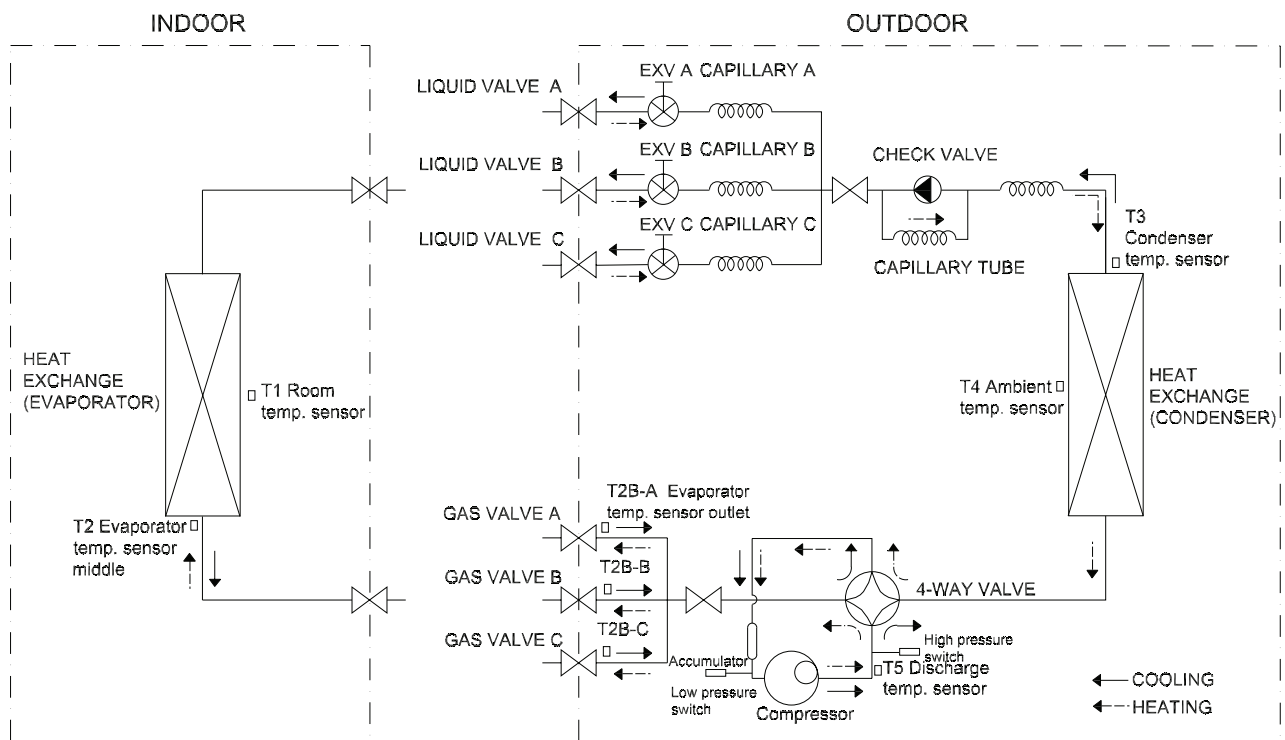 INDOOR
OUTDOOR
LIQUID VALVE A
EXV A CAPILLARY A
LIQUID VALVE B
EXV B CAPILLARY B
CHECK VALVE
LIQUID VALVE C
EXV C CAPILLARY C
CAPILLARY TUBE
T3
Condenser
temp. sensor
HEAT
EXCHANGE
(EVAPORATOR)
T1 Room
temp. sensor
T4 Ambient
temp. sensor
HEAT
EXCHANGE
(CONDENSER)
T2 Evaporator
temp. sensor
middle
GAS VALVE A
T2B-A Evaporator
temp. sensor outlet
GAS VALVE B
T2B-B
4-WAY VALVE
GAS VALVE C
T2B-C
High pressure
switch
Accumulator
Low pressure
switch
T5 Discharge
temp. sensor
Compressor
COOLING
HEATING